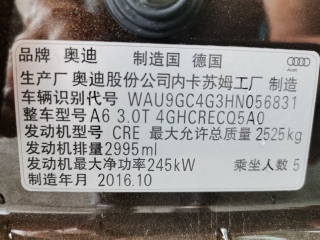 品牌 奥迪 制造国 德国
Audi
生产厂 奥迪股份公司内卡苏姆工厂 制造
车辆识别代号 WAU9GC4G3HN056831
整车型号 A6 3.0T 4GHCRECQ5A0
发动机型号 CRE 最大允许总质量 2525kg
发动机排量 2995ml
发动机最大净功率 245kW 乘坐人数 5
制造年月 2016.10